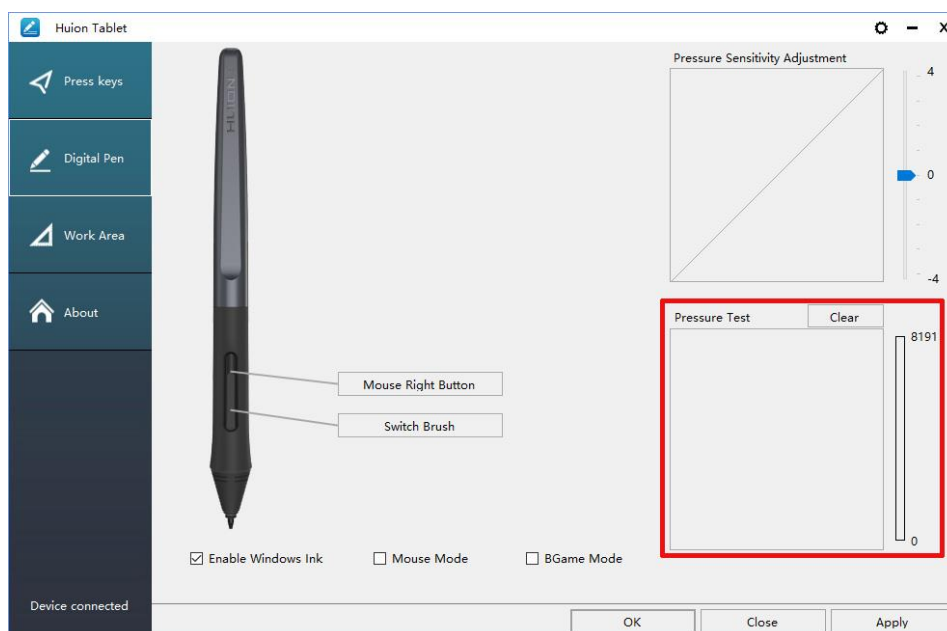 Huion Tablet
Press keys
Digital Pen
Work Area
About
Device connected
HUION
Mouse Right Button
Switch Brush
Enable Windows Ink
Mouse Mode
BGame Mode
Pressure Sensitivity Adjustment
4
0
-4
Pressure Test
Clear
8191
0
OK
Close
Apply